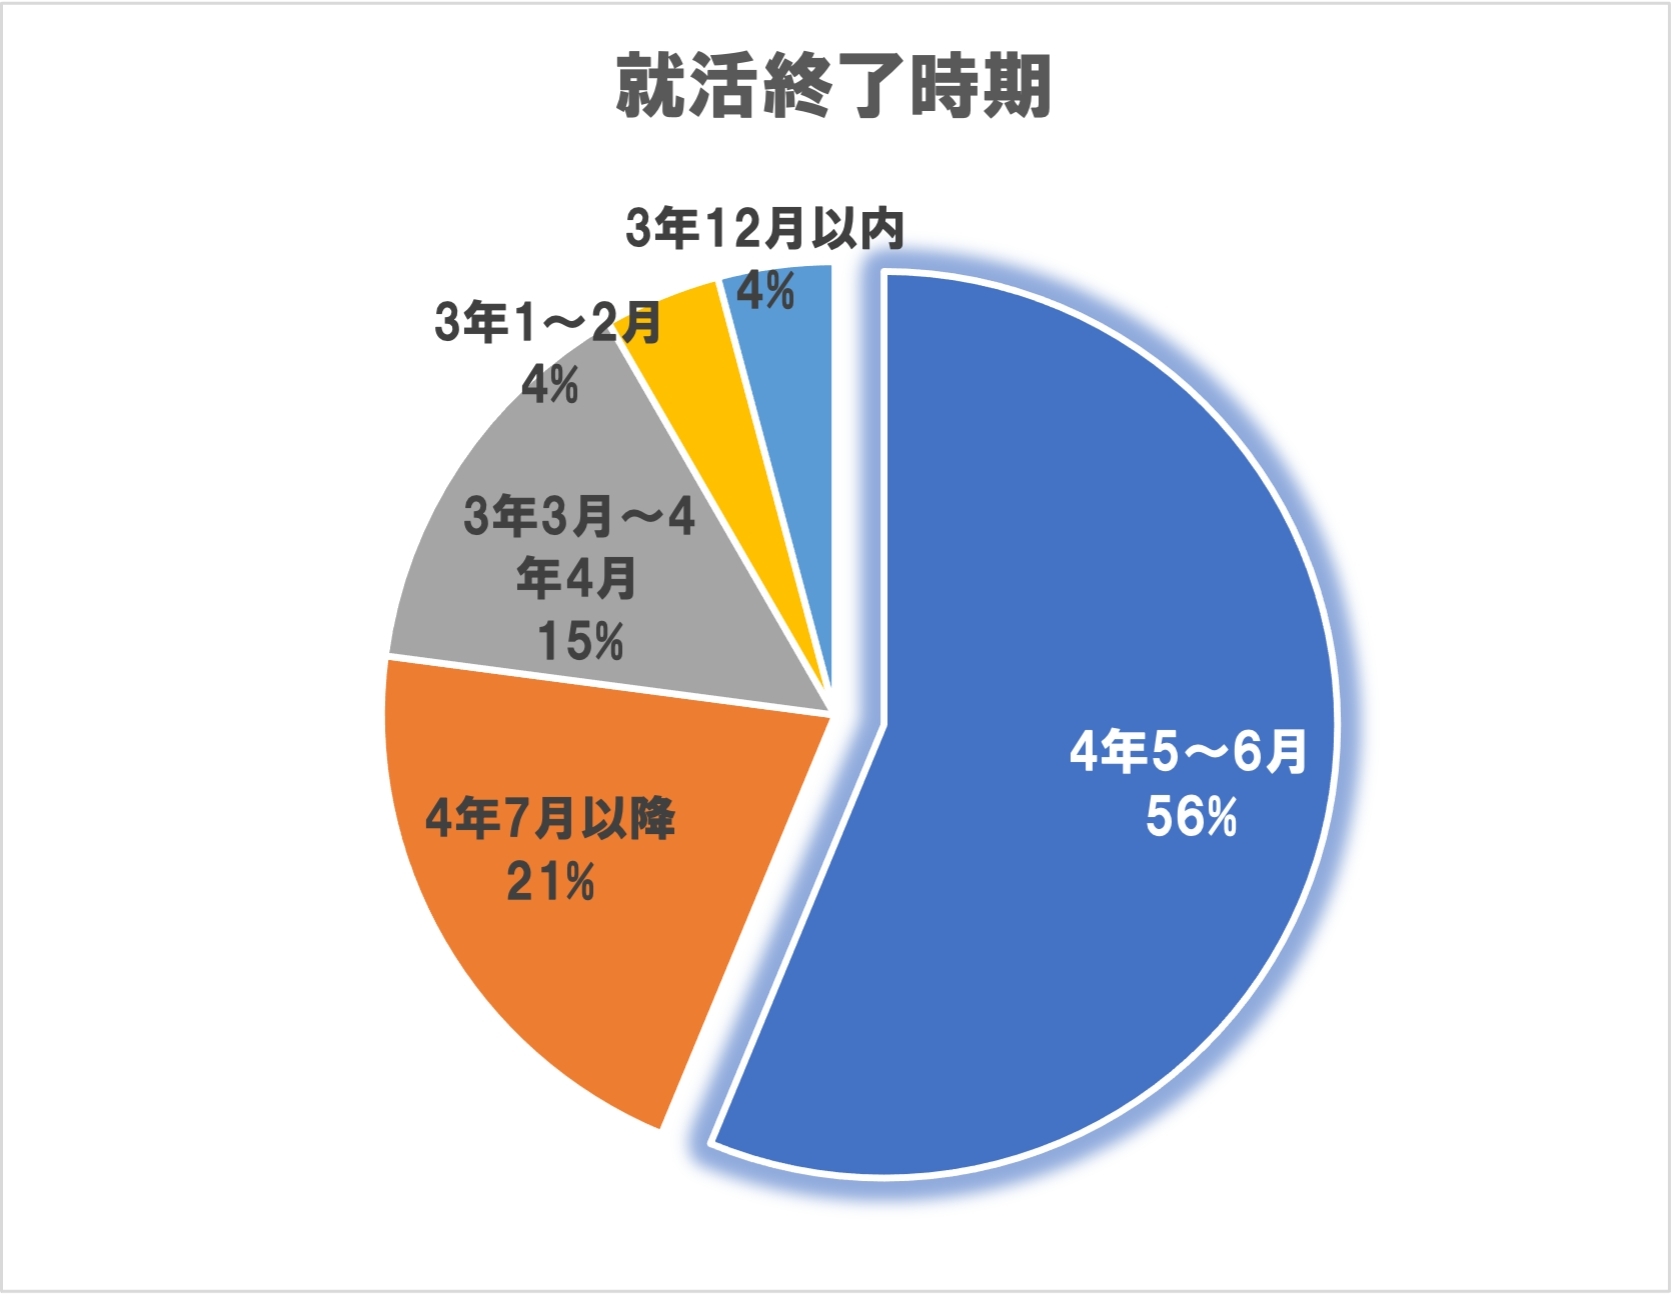 就活終了時期
3年12月以内
4%
3年1～2月
4%
3年3月～4
年4月
15%
4年5～6月
56%
4年7月以降
21%